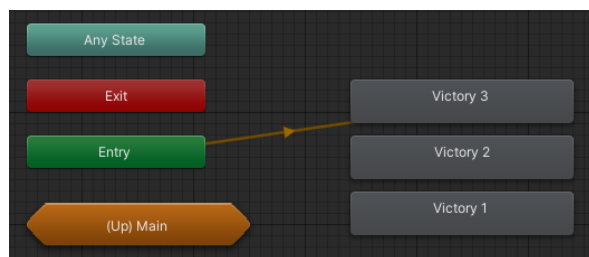 Any State
Exit
Victory 3
Entry
Victory 2
Victory 1
(Up) Main